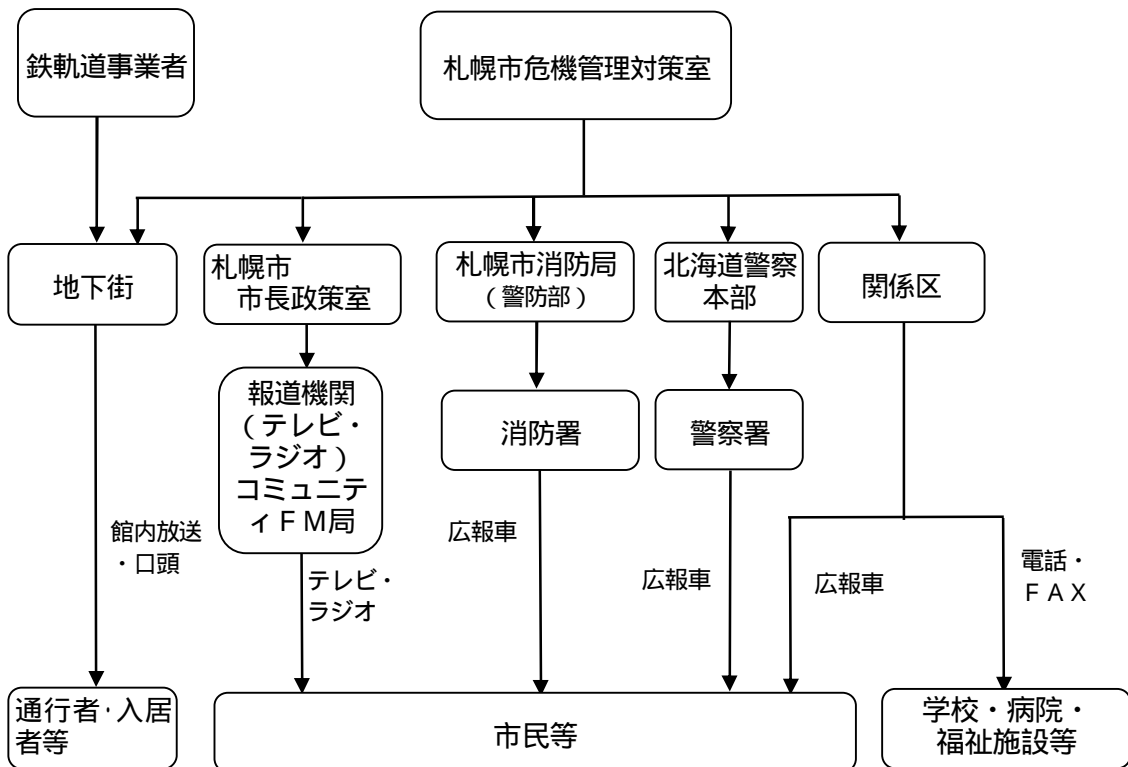 鉄軌道事業者
札幌市危機管理対策室
地下街
札幌市
市長政策室
札幌市消防局
（警防部）
北海道警察
本部
関係区
報道機関
（テレビ・
ラジオ）
コミュニテ
ィＦＭ局
消防署
警察署
館内放送
・口頭
テレビ・
ラジオ
広報車
広報車
広報車
電話・
ＦＡＸ
通行者・入居
者等
市民等
学校・病院・
福祉施設等